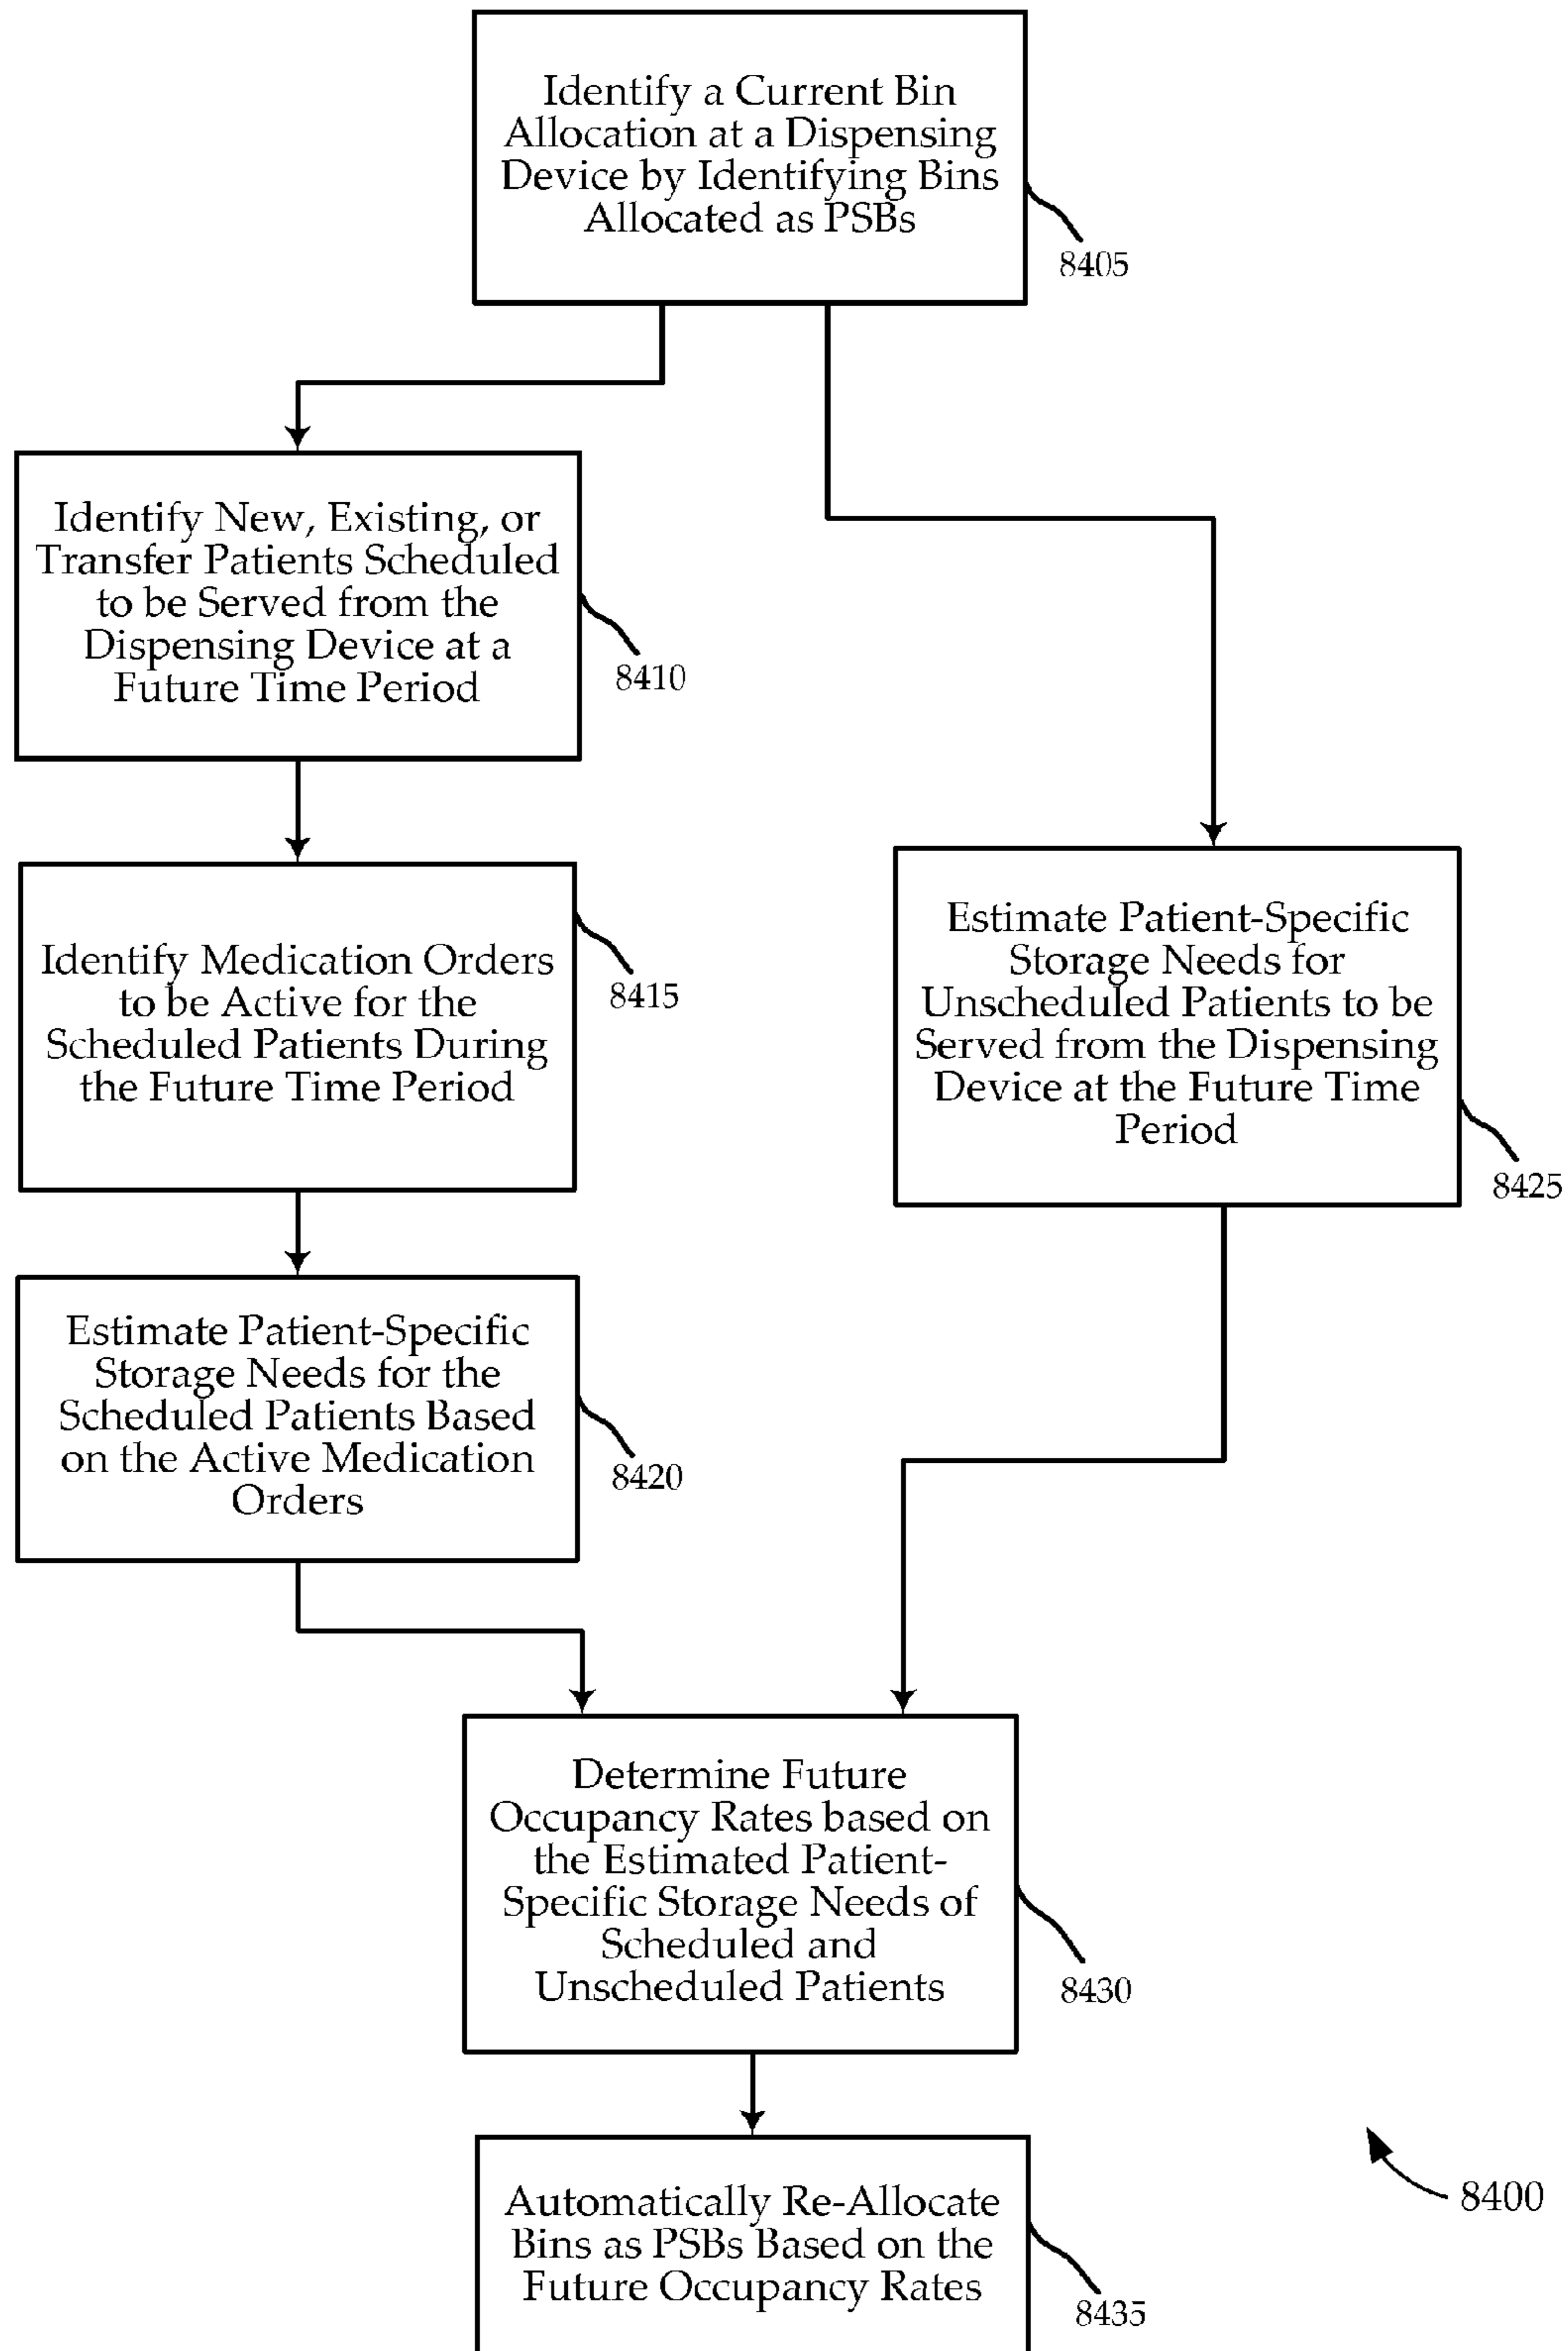 Identify a Current Bin
Allocation at a Dispensing
Device by Identifying Bins
Allocated as PSBs
8405
Identify New, Existing, or
Transfer Patients Scheduled
to be Served from the
Dispensing Device at a
Future Time Period
8410
Identify Medication Orders
to be Active for the
Scheduled Patients During
the Future Time Period
8415
Estimate Patient-Specific
Storage Needs for
Unscheduled Patients to be
Served from the Dispensing
Device at the Future Time
Period
8425
Estimate Patient-Specific
Storage Needs for the
Scheduled Patients Based
on the Active Medication
Orders
8420
Determine Future
Occupancy Rates based on
the Estimated Patient-
Specific Storage Needs of
Scheduled and
Unscheduled Patients
8430
Automatically Re-Allocate
Bins as PSBs Based on the
Future Occupancy Rates
8435
8400